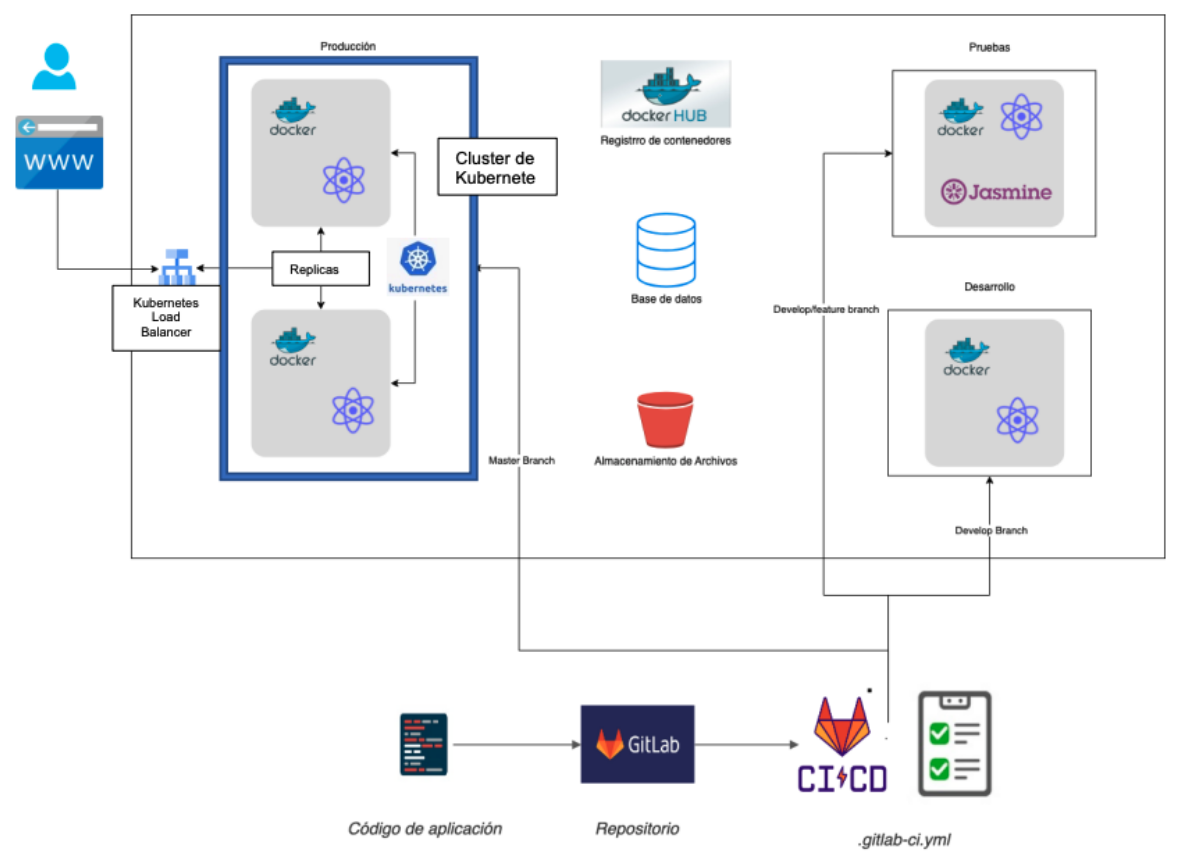 Producción
Pruebas
docker
docker HUB
Registrro de contenedores
docker
Jasmine
Cluster de
Kubernete
WWW
Replicas
kubernetes
Kubernetes
Load
Balancer
docker
Base de datos
Desarrollo
Develop/feature branch
docker
Master Branch
Almacenamiento de Archivos
Develop Branch
GitLab
CI CD
Código de aplicación
Repositorio
.gitlab-ci.yml